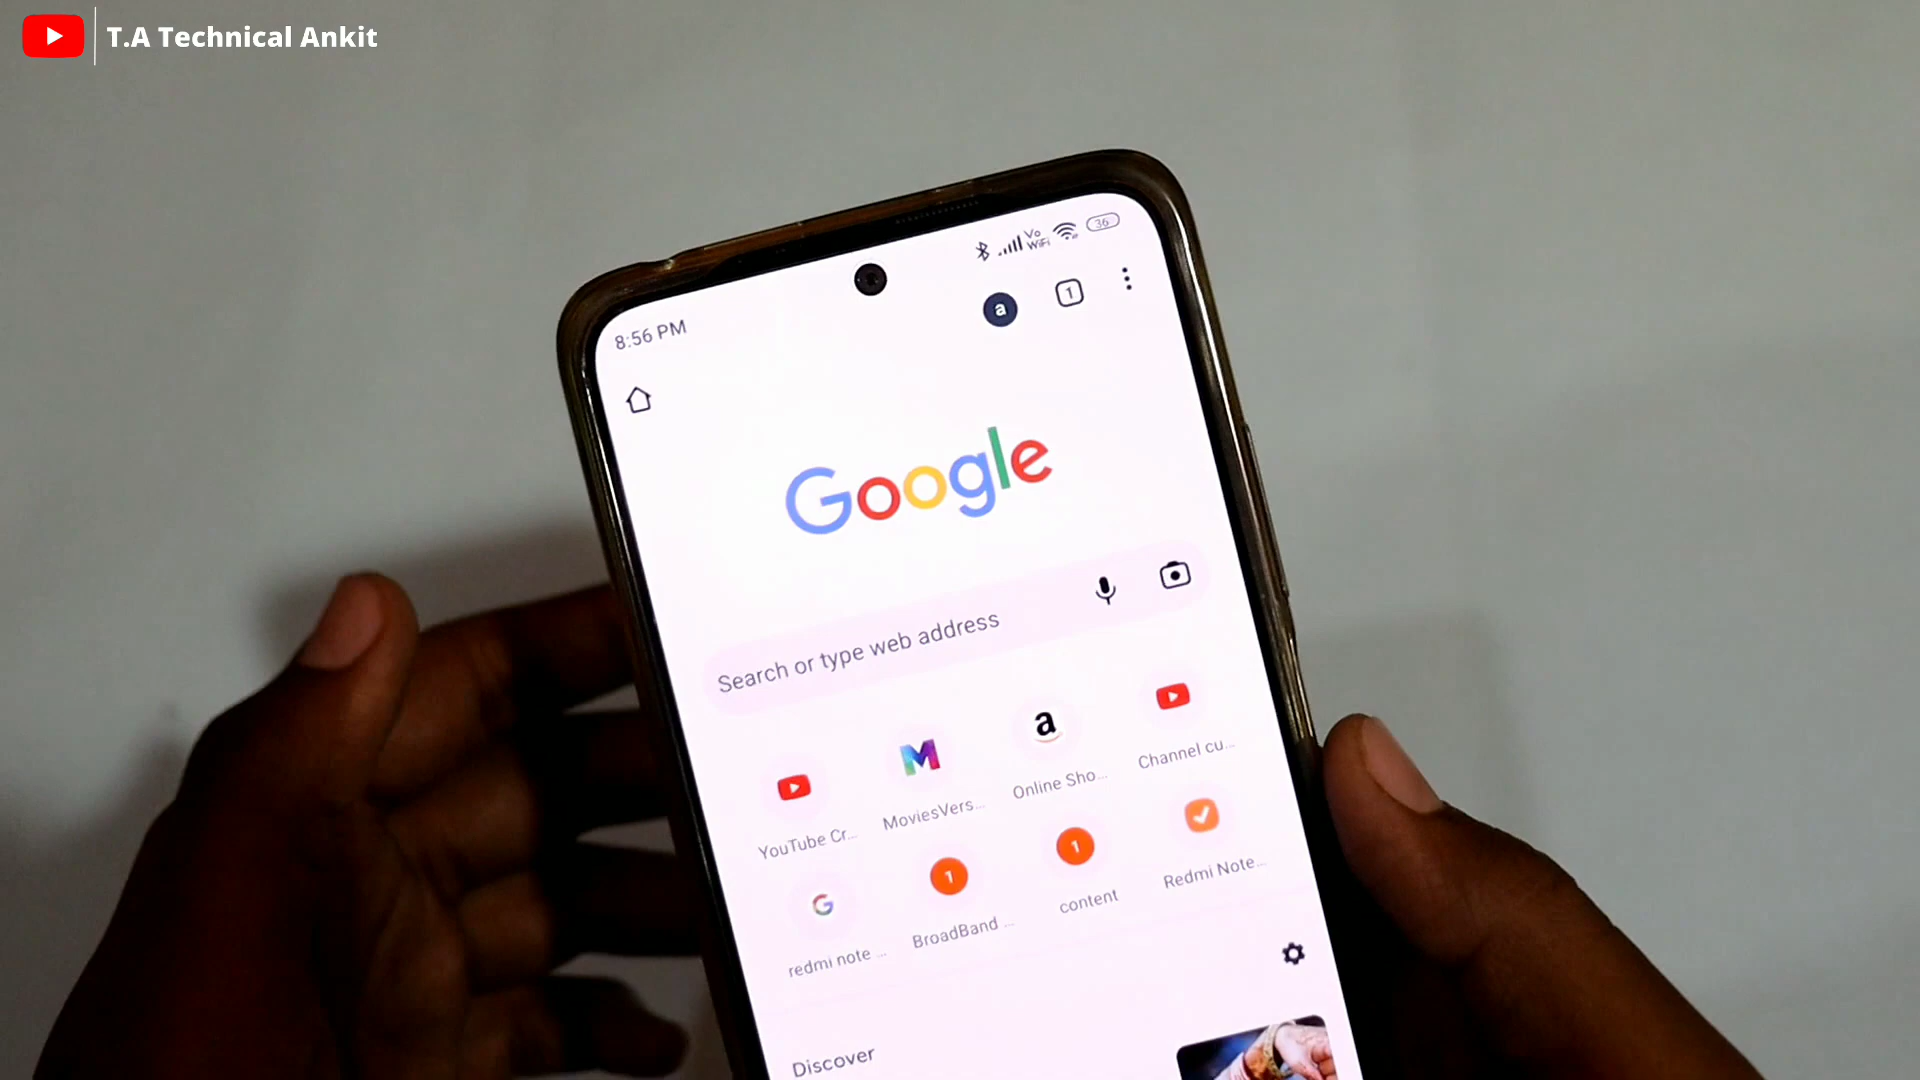 T.A Technical Ankit
Vo
WiFi
36
8:56 PM
a
1
Google
Search or type web address
YouTube Cr...
MoviesVers...
Online Sho...
Channel cu...
redmi note ...
BroadBand ...
content
Redmi Note...
Discover